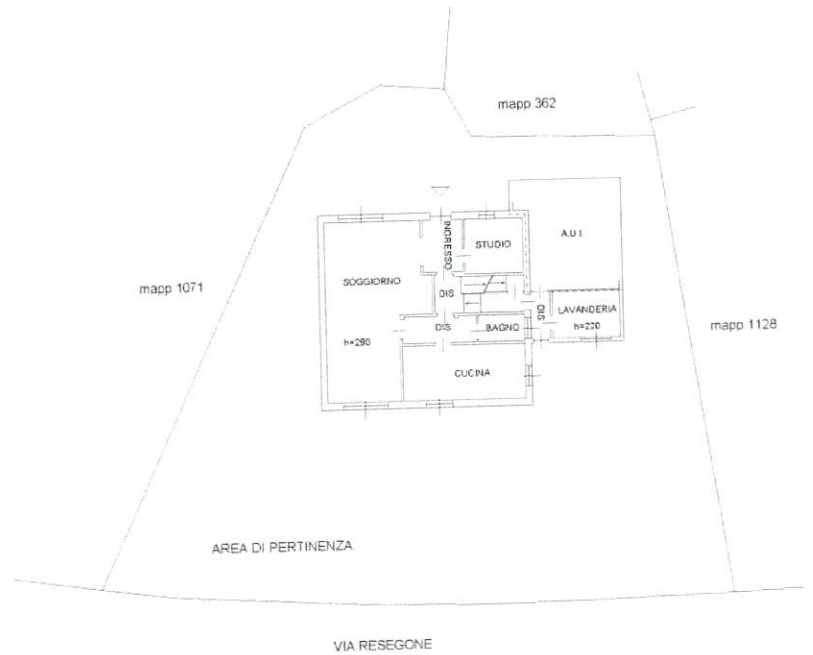 mapp 362
INGRESSO
STUDIO
A.U.I.
SOGGIORNO
mapp 1071
DIS.
DIS
LAVANDERIA
h=220
mapp 1128
DIS.
BAGNO
h=290
CUCINA
AREA DI PERTINENZA
VIA RESEGONE